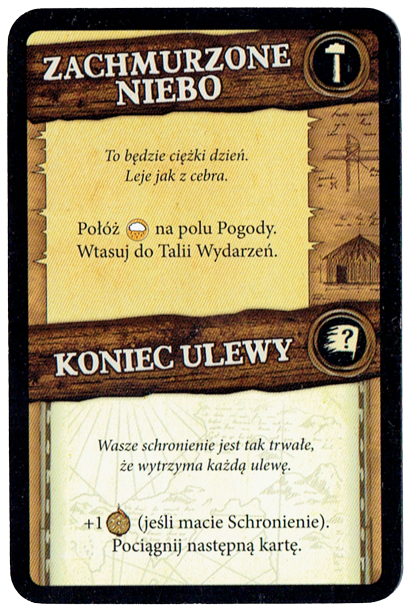 ZACHMURZONE
NIEBO
To będzie ciężki dzień.
Leje jak z cebra.
Połóż na polu Pogody.
Wtasuj do Talii Wydarzeń.
?
KONIEC ULEWY
Wasze schronienie jest tak trwałe,
że wytrzyma każdą ulewę.
+1 (jeśli macie Schronienie).
Pociągnij następną kartę.